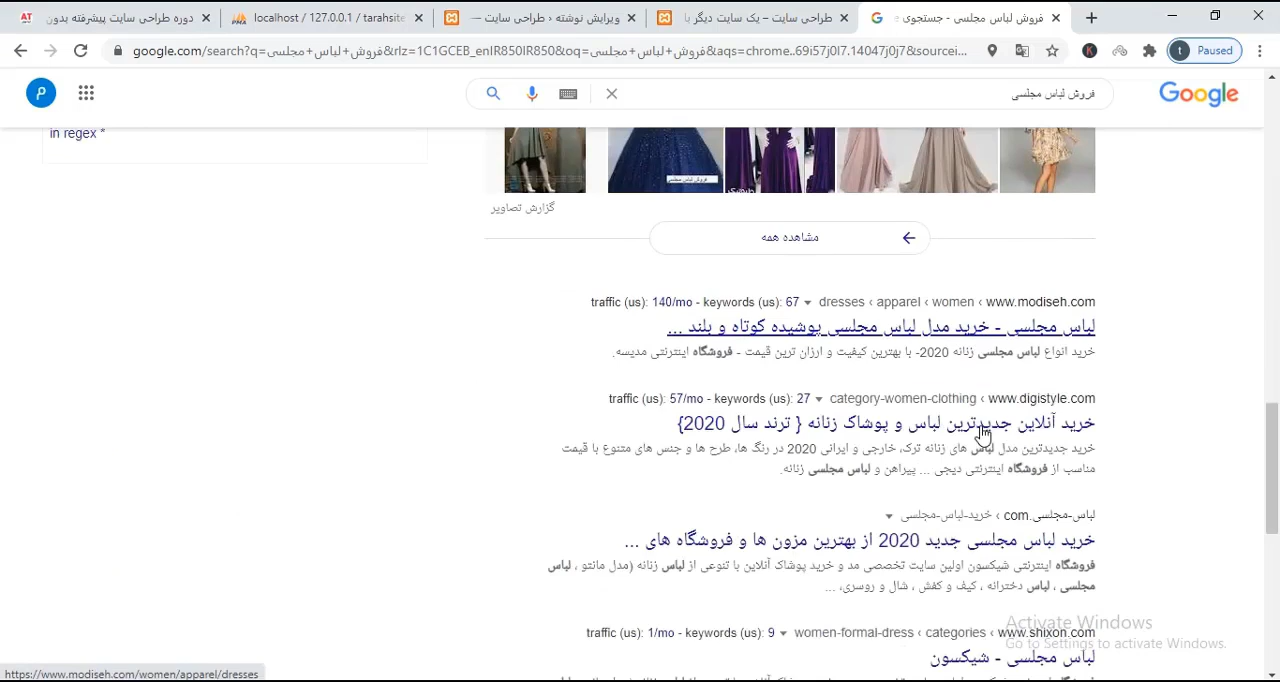 دوره طراحی سایت پیشرفته بدون
localhost / 127.0.0.1 / tarahsite
ویرایش نوشته ‹ طراحی سایت —
طراحی سایت – یک سایت دیگر با
فروش لباس مجلسی - جستجوی
google.com/search?q=فروش+لباس+مجلسی&rlz=1C1GCEB_enIR850IR850&oq=فروش+لباس+مجلسی&aqs=chrome..69i57j0l7.14047j0j7&sourcei...
Paused
فروش لباس مجلسی
Google
in regex *
فروش لباس مجلسی
گزارش تصاویر
مشاهده همه
www.modiseh.com › women › apparel › dresses
traffic (us): 140/mo - keywords (us): 67
لباس مجلسی - خرید مدل لباس مجلسی پوشیده کوتاه و بلند ...
خرید انواع لباس مجلسی زنانه 2020- با بهترین کیفیت و ارزان ترین قیمت - فروشگاه اینترنتی مدیسه.
www.digistyle.com › category-women-clothing
traffic (us): 57/mo - keywords (us): 27
خرید آنلاین جدیدترین لباس و پوشاک زنانه { ترند سال 2020}
خرید جدیدترین مدل لباس های زنانه ترک، خارجی و ایرانی 2020 در رنگ ها، طرح ها و جنس های متنوع با قیمت
مناسب از فروشگاه اینترنتی دیجی ... پیراهن و لباس مجلسی زنانه.
لباس-مجلسی.com › خرید-لباس-مجلسی
خرید لباس مجلسی جدید 2020 از بهترین مزون ها و فروشگاه های ...
فروشگاه اینترنتی شیکسون اولین سایت تخصصی مد و خرید پوشاک آنلاین با تنوعی از لباس زنانه (مدل مانتو ، لباس
مجلسی ، لباس دخترانه ، کیف و کفش ، شال و روسری، ...
Activate Windows
Go to Settings to activate Windows.
www.shixon.com › categories › women-formal-dress
traffic (us): 1/mo - keywords (us): 9
لباس مجلسی - شیکسون
https://www.modiseh.com/women/apparel/dresses